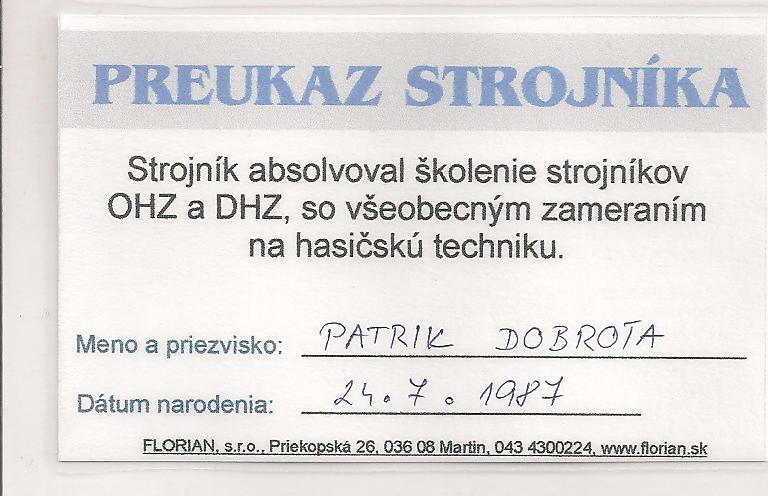 PREUKAZ STROJNÍKA
Strojník absolvoval školenie strojníkov
OHZ a DHZ, so všeobecným zameraním
na hasičskú techniku.
Meno a priezvisko: PATRIK DOBROTA
Dátum narodenia: 24. 7. 1987
FLORIAN, s.r.o., Priekopská 26, 036 08 Martin, 043 4300224, www.florian.sk